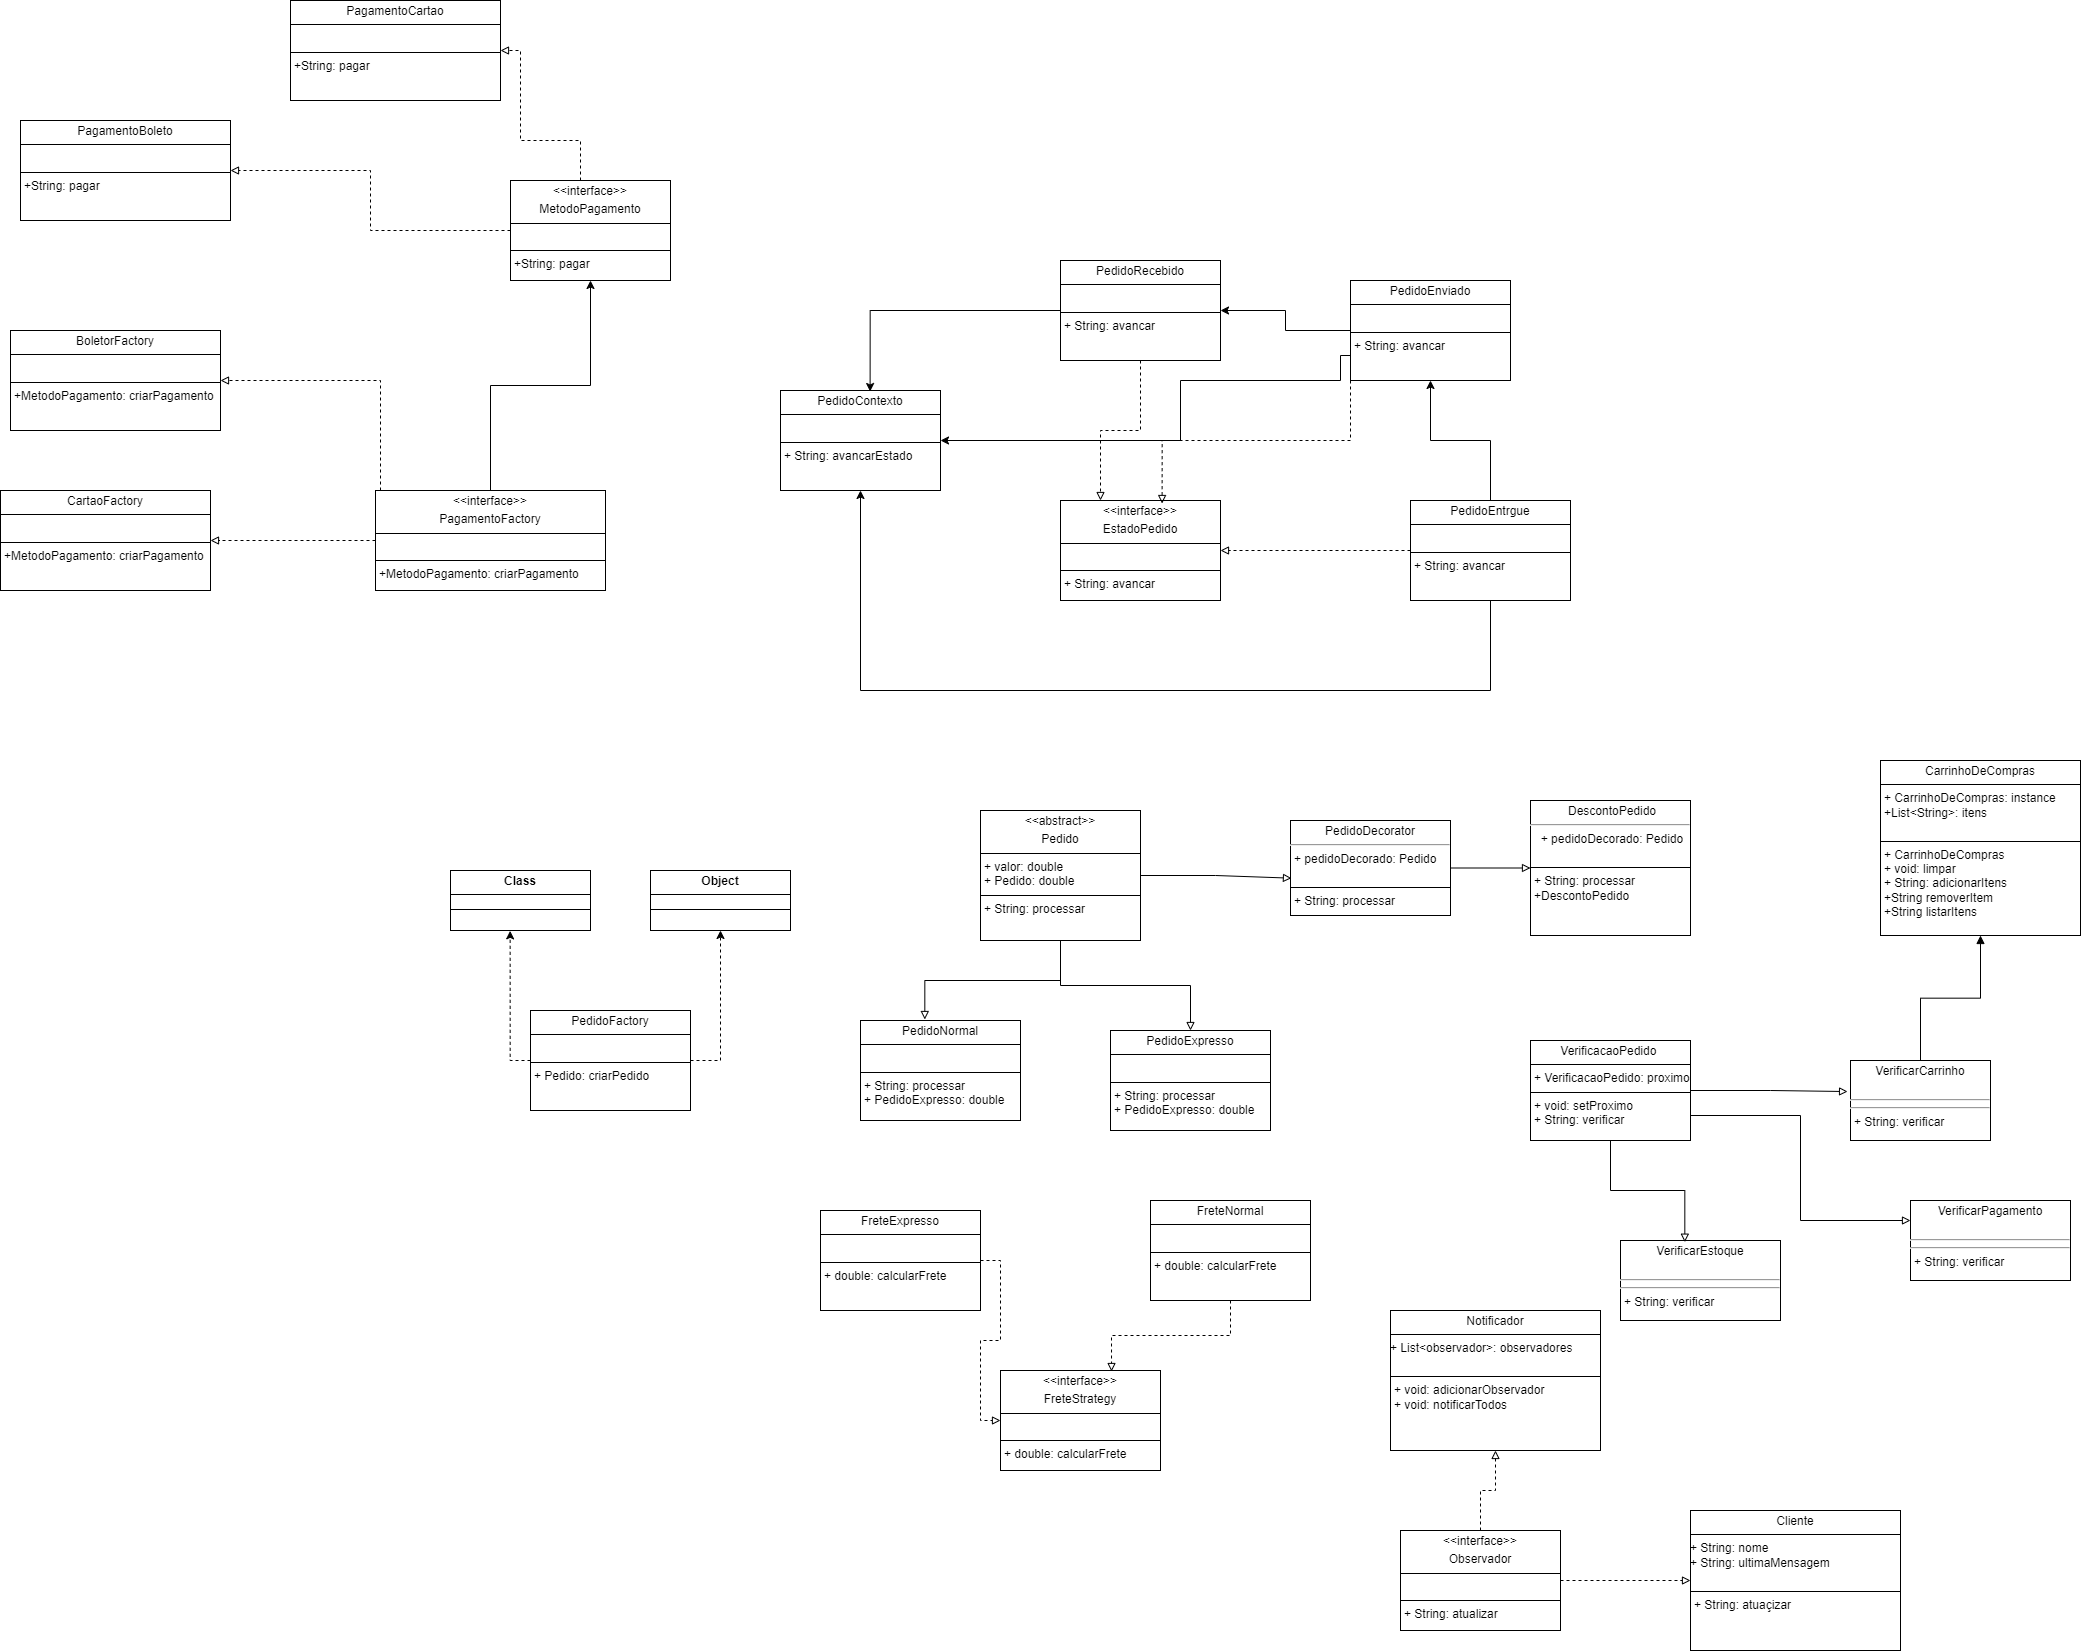 PagamentoCartao
+String: pagar
PagamentoBoleto
+String: pagar
<<interface>>
MetodoPagamento
+String: pagar
BoletorFactory
+MetodoPagamento: criarPagamento
CartaoFactory
+MetodoPagamento: criarPagamento
<<interface>>
PagamentoFactory
+MetodoPagamento: criarPagamento
PedidoRecebido
+ String: avancar
PedidoEnviado
+ String: avancar
PedidoContexto
+ String: avancarEstado
<<interface>>
EstadoPedido
+ String: avancar
PedidoEntrgue
+ String: avancar
Class
Object
PedidoFactory
+ Pedido: criarPedido
<<abstract>>
Pedido
+ valor: double
+ Pedido: double
+ String: processar
PedidoDecorator
+ pedidoDecorado: Pedido
+ String: processar
DescontoPedido
+ pedidoDecorado: Pedido
+ String: processar
+DescontoPedido
PedidoNormal
+ String: processar
+ PedidoExpresso: double
PedidoExpresso
+ String: processar
+ PedidoExpresso: double
CarrinhoDeCompras
+ CarrinhoDeCompras: instance
+List<String>: itens
+ CarrinhoDeCompras
+ void: limpar
+ String: adicionarItens
+String removerItem
+String listarItens
VerificacaoPedido
+ VerificacaoPedido: proximo
+ void: setProximo
+ String: verificar
VerificarCarrinho
+ String: verificar
VerificarPagamento
+ String: verificar
VerificarEstoque
+ String: verificar
FreteExpresso
+ double: calcularFrete
FreteNormal
+ double: calcularFrete
<<interface>>
FreteStrategy
+ double: calcularFrete
Notificador
+ List<observador>: observadores
+ void: adicionarObservador
+ void: notificarTodos
<<interface>>
Observador
+ String: atualizar
Cliente
+ String: nome
+ String: ultimaMensagem
+ String: atuaçizar